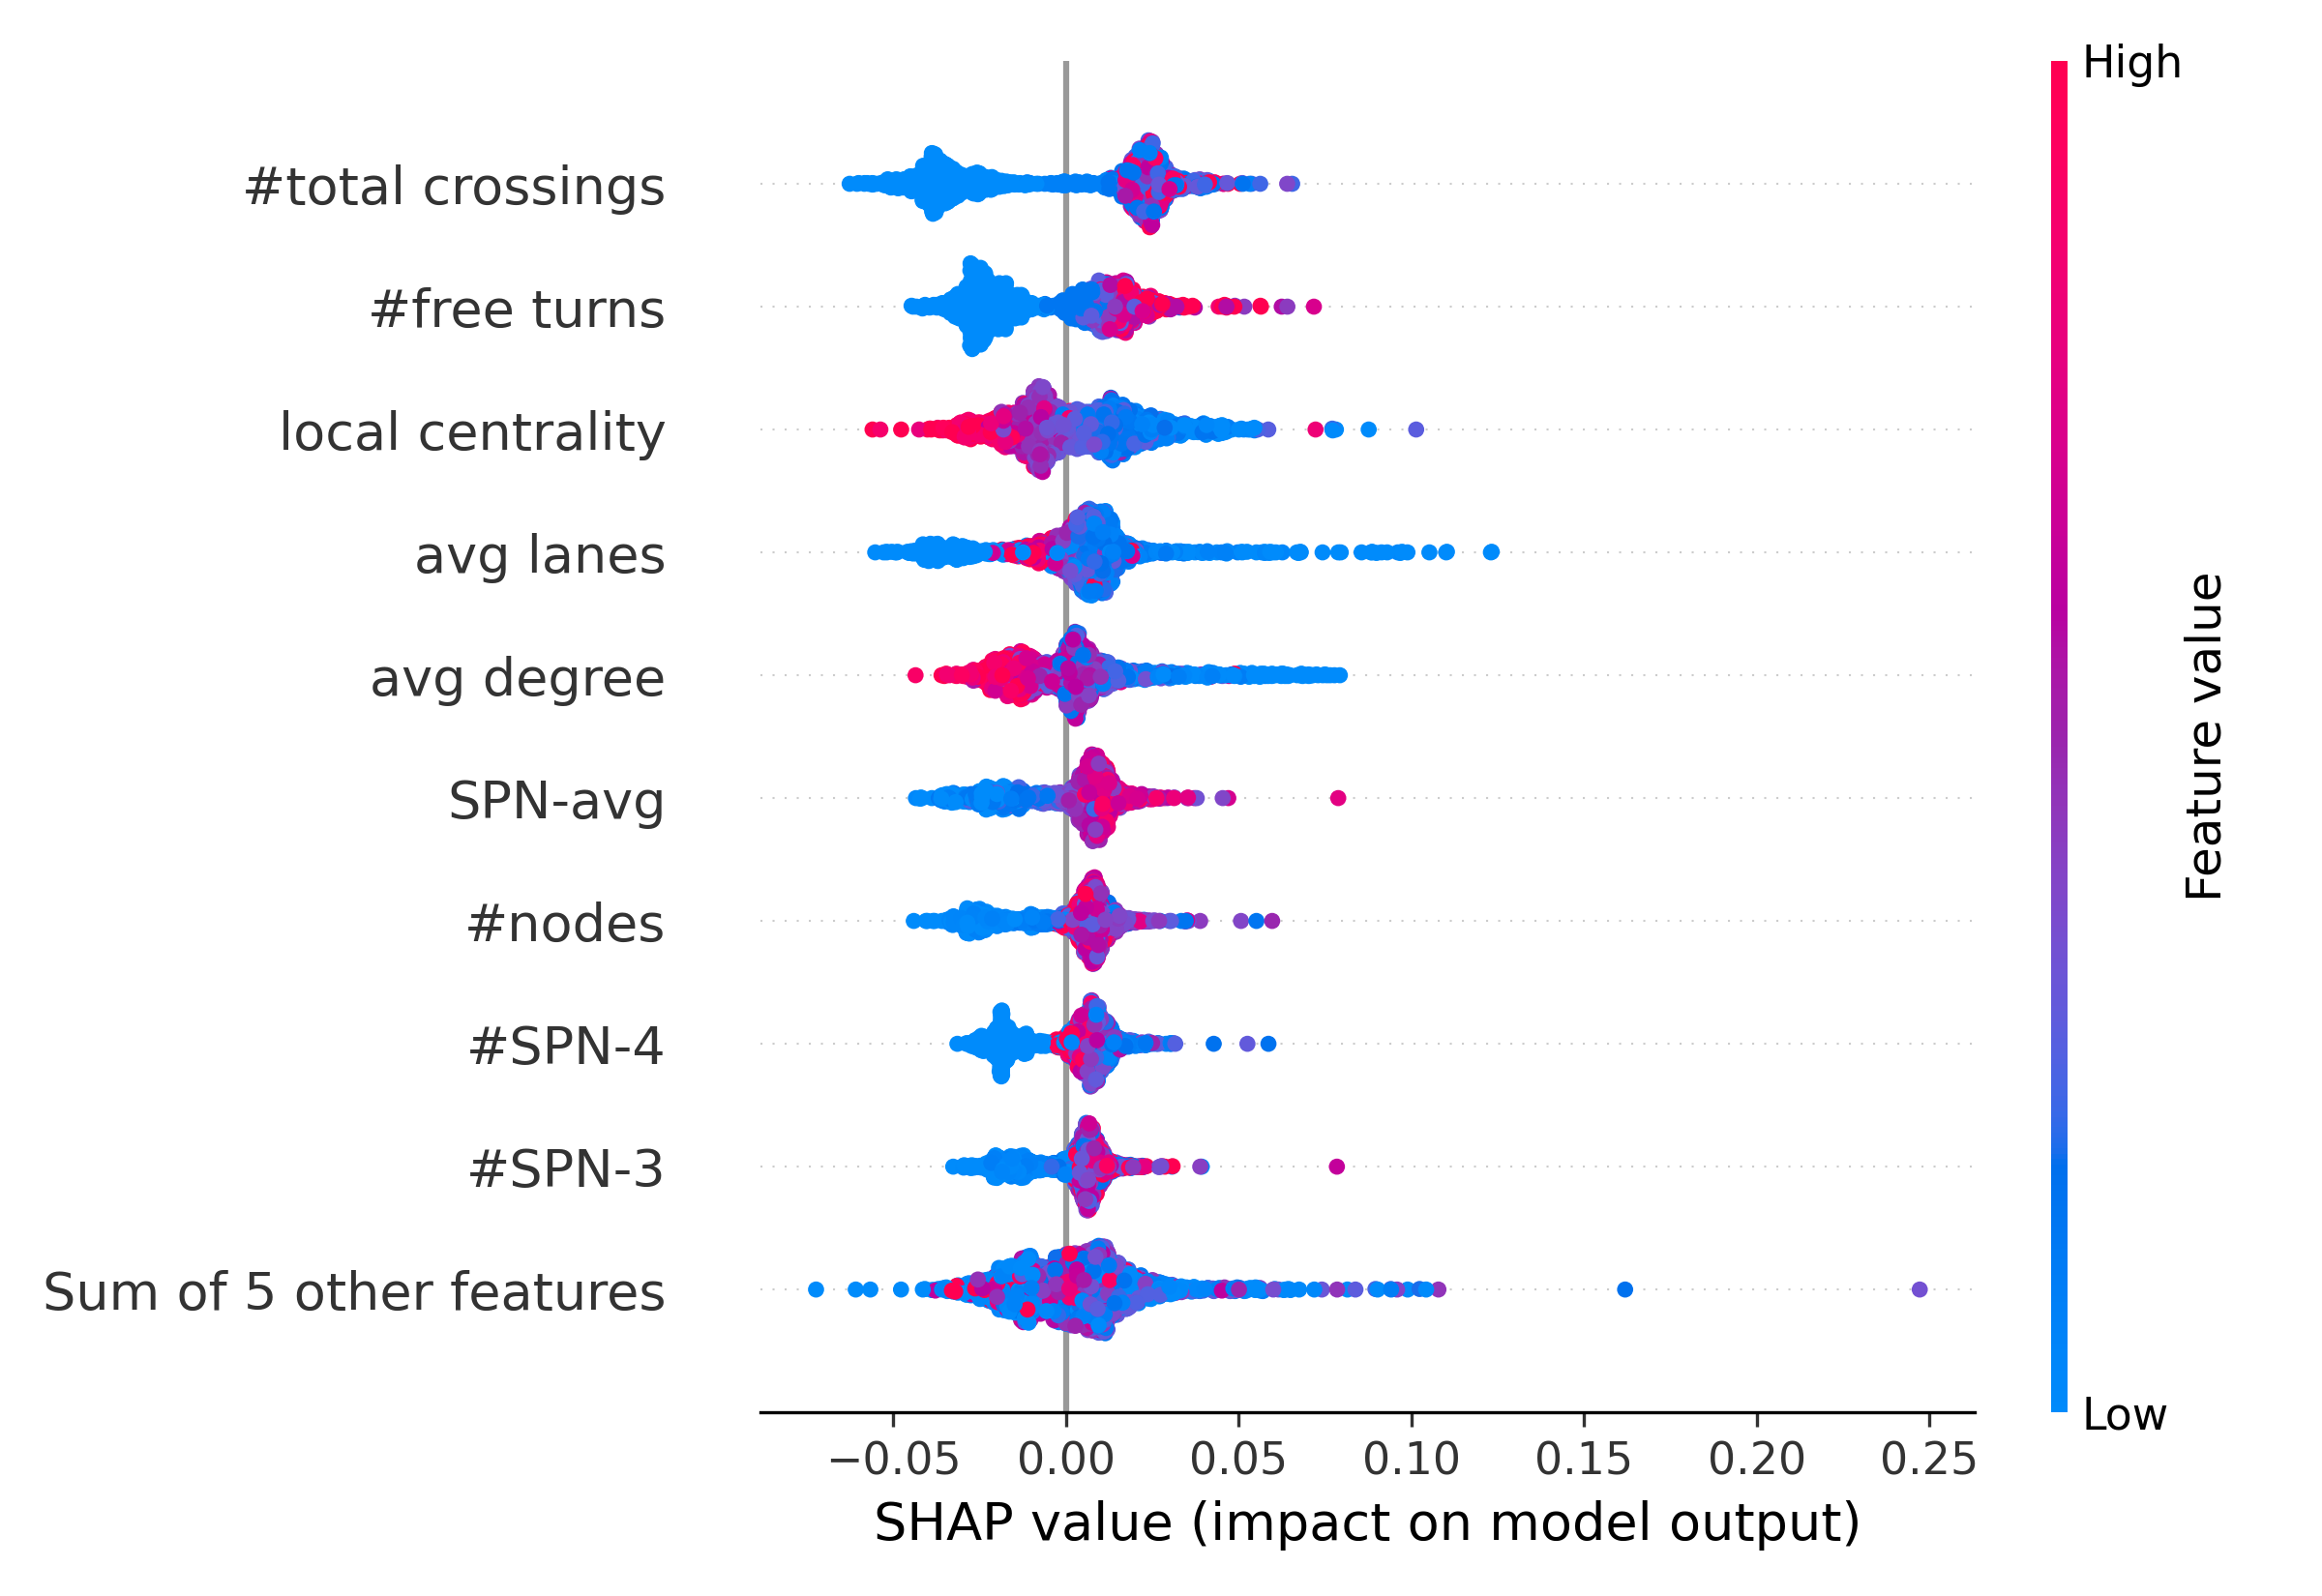 High
#total crossings
#free turns
local centrality
avg lanes
avg degree
SPN-avg
#nodes
#SPN-4
#SPN-3
Sum of 5 other features
Feature value
Low
−0.05 0.00 0.05 0.10 0.15 0.20 0.25
SHAP value (impact on model output)